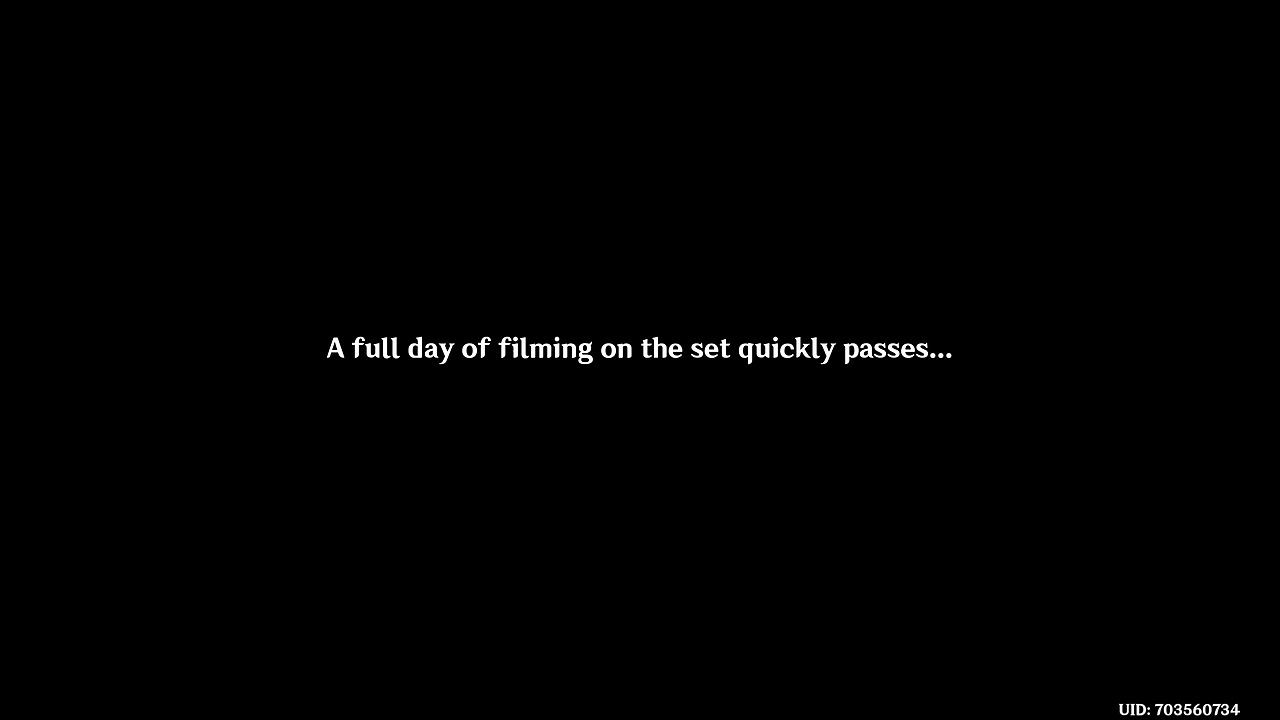 A full day of filming on the set quickly passes...
UID: 703560734